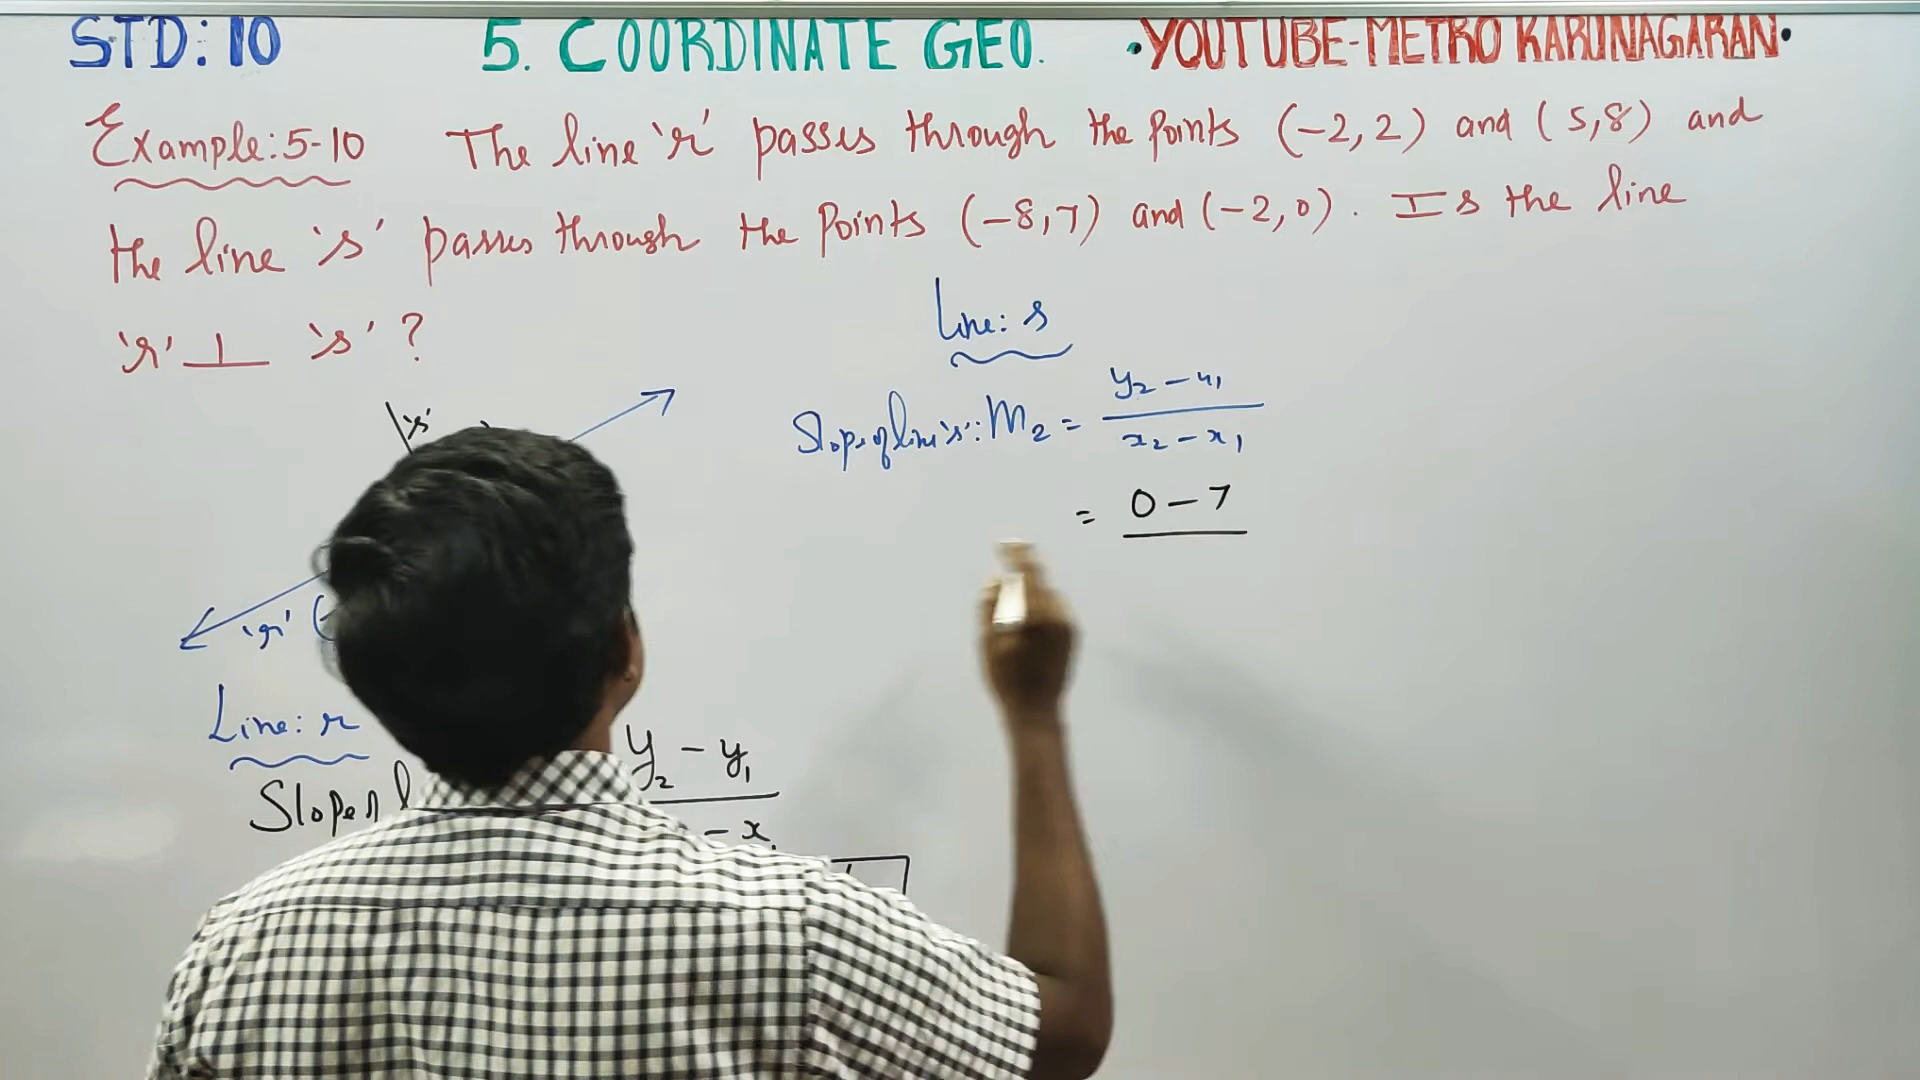 STD: 10 5. COORDINATE GEO. •YOUTUBE-METRO KARUNAGARAN•
Example: 5-10 The line 'r' passes through the points (-2, 2) and (5, 8) and
the line 's' passes through the points (-8, 7) and (-2, 0). Is the line
'r' ⊥ 's' ?
Line: s
Slope of line 's': M₂ = y₂ - y₁
x₂ - x₁
= 0 - 7
's'
'r' (
Line: r
Slope
y₂ - y₁
- x